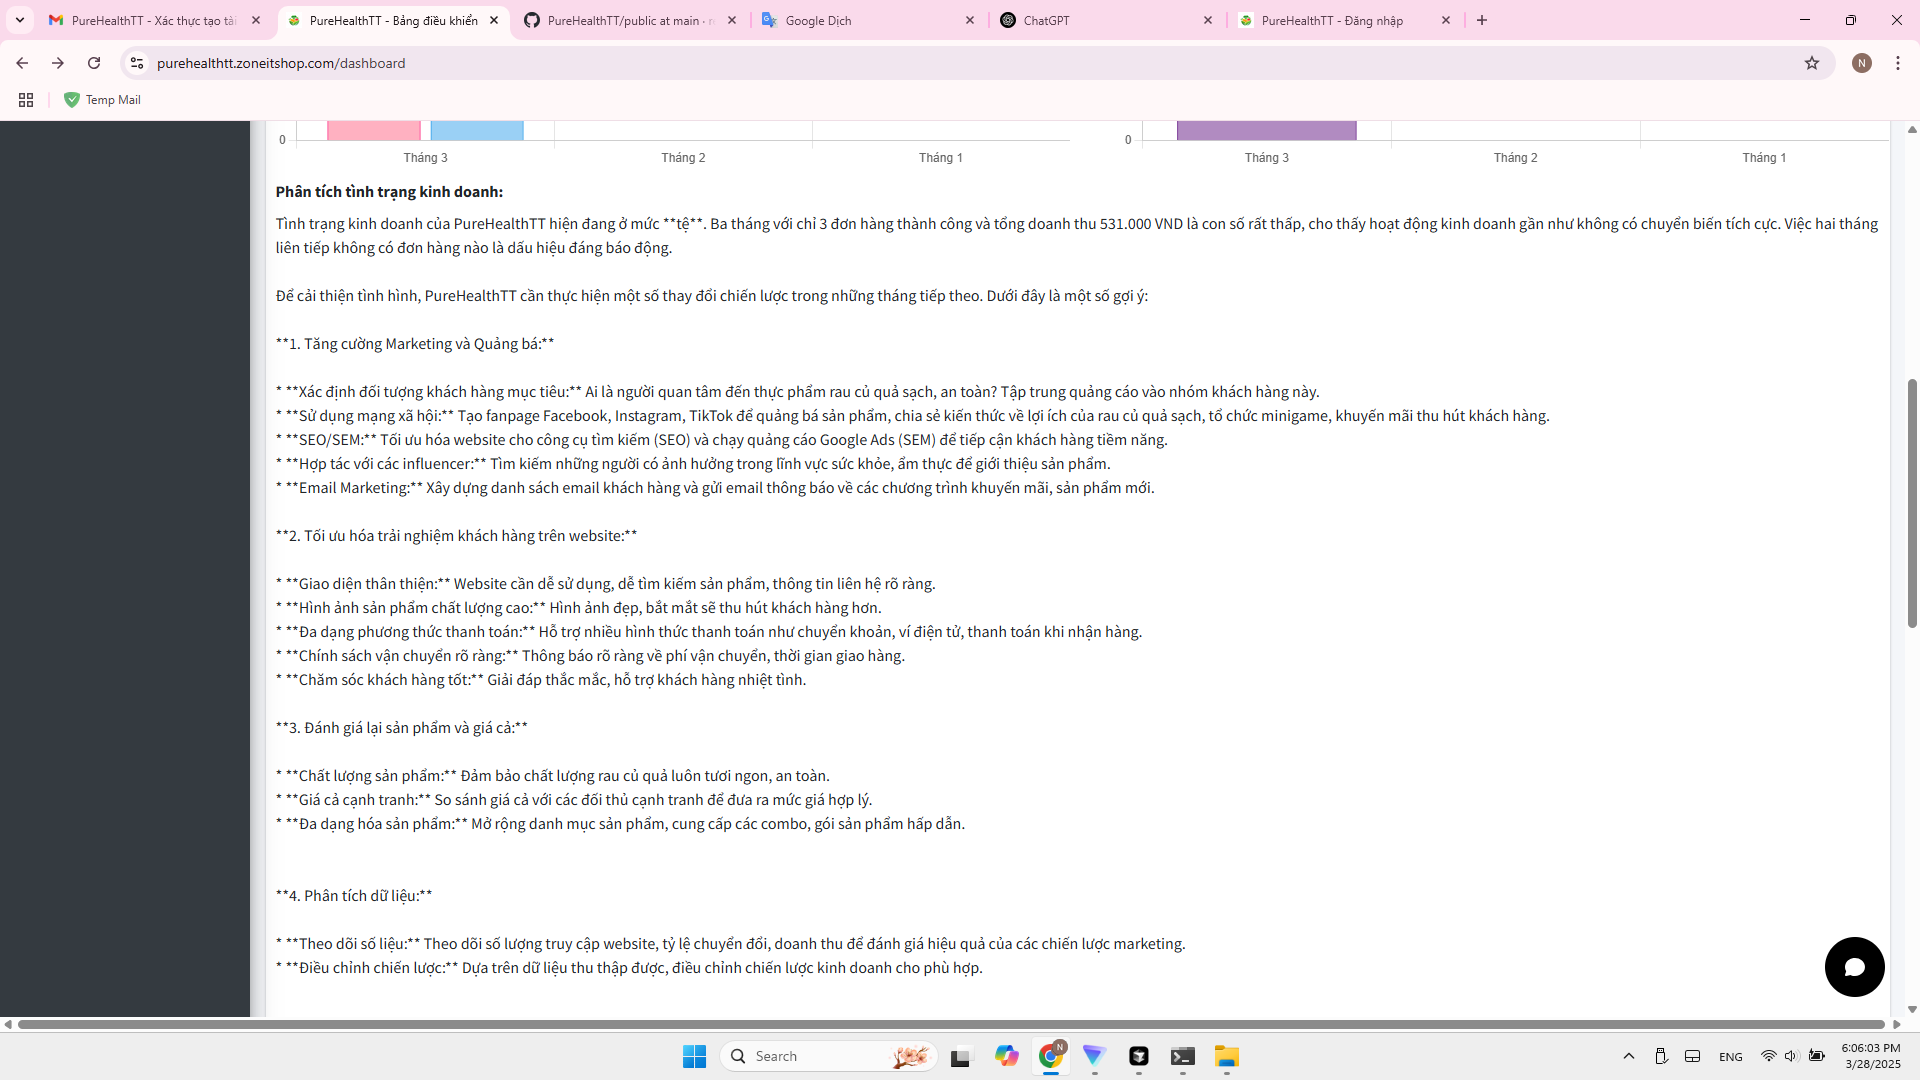 PureHealthTT - Xác thực tạo tài
PureHealthTT - Bảng điều khiển
PureHealthTT/public at main ·
Google Dịch
ChatGPT
PureHealthTT - Đăng nhập
purehealthtt.zoneitshop.com/dashboard
N
Temp Mail
0
Tháng 3
Tháng 2
Tháng 1
0
Tháng 3
Tháng 2
Tháng 1
Phân tích tình trạng kinh doanh:
Tình trạng kinh doanh của PureHealthTT hiện đang ở mức **tệ**. Ba tháng với chỉ 3 đơn hàng thành công và tổng doanh thu 531.000 VND là con số rất thấp, cho thấy hoạt động kinh doanh gần như không có chuyển biến tích cực. Việc hai tháng
liên tiếp không có đơn hàng nào là dấu hiệu đáng báo động.
Để cải thiện tình hình, PureHealthTT cần thực hiện một số thay đổi chiến lược trong những tháng tiếp theo. Dưới đây là một số gợi ý:
**1. Tăng cường Marketing và Quảng bá:**
* **Xác định đối tượng khách hàng mục tiêu:** Ai là người quan tâm đến thực phẩm rau củ quả sạch, an toàn? Tập trung quảng cáo vào nhóm khách hàng này.
* **Sử dụng mạng xã hội:** Tạo fanpage Facebook, Instagram, TikTok để quảng bá sản phẩm, chia sẻ kiến thức về lợi ích của rau củ quả sạch, tổ chức minigame, khuyến mãi thu hút khách hàng.
* **SEO/SEM:** Tối ưu hóa website cho công cụ tìm kiếm (SEO) và chạy quảng cáo Google Ads (SEM) để tiếp cận khách hàng tiềm năng.
* **Hợp tác với các influencer:** Tìm kiếm những người có ảnh hưởng trong lĩnh vực sức khỏe, ẩm thực để giới thiệu sản phẩm.
* **Email Marketing:** Xây dựng danh sách email khách hàng và gửi email thông báo về các chương trình khuyến mãi, sản phẩm mới.
**2. Tối ưu hóa trải nghiệm khách hàng trên website:**
* **Giao diện thân thiện:** Website cần dễ sử dụng, dễ tìm kiếm sản phẩm, thông tin liên hệ rõ ràng.
* **Hình ảnh sản phẩm chất lượng cao:** Hình ảnh đẹp, bắt mắt sẽ thu hút khách hàng hơn.
* **Đa dạng phương thức thanh toán:** Hỗ trợ nhiều hình thức thanh toán như chuyển khoản, ví điện tử, thanh toán khi nhận hàng.
* **Chính sách vận chuyển rõ ràng:** Thông báo rõ ràng về phí vận chuyển, thời gian giao hàng.
* **Chăm sóc khách hàng tốt:** Giải đáp thắc mắc, hỗ trợ khách hàng nhiệt tình.
**3. Đánh giá lại sản phẩm và giá cả:**
* **Chất lượng sản phẩm:** Đảm bảo chất lượng rau củ quả luôn tươi ngon, an toàn.
* **Giá cả cạnh tranh:** So sánh giá cả với các đối thủ cạnh tranh để đưa ra mức giá hợp lý.
* **Đa dạng hóa sản phẩm:** Mở rộng danh mục sản phẩm, cung cấp các combo, gói sản phẩm hấp dẫn.
**4. Phân tích dữ liệu:**
* **Theo dõi số liệu:** Theo dõi số lượng truy cập website, tỷ lệ chuyển đổi, doanh thu để đánh giá hiệu quả của các chiến lược marketing.
* **Điều chỉnh chiến lược:** Dựa trên dữ liệu thu thập được, điều chỉnh chiến lược kinh doanh cho phù hợp.
Search
N
ENG
6:06:03 PM
3/28/2025